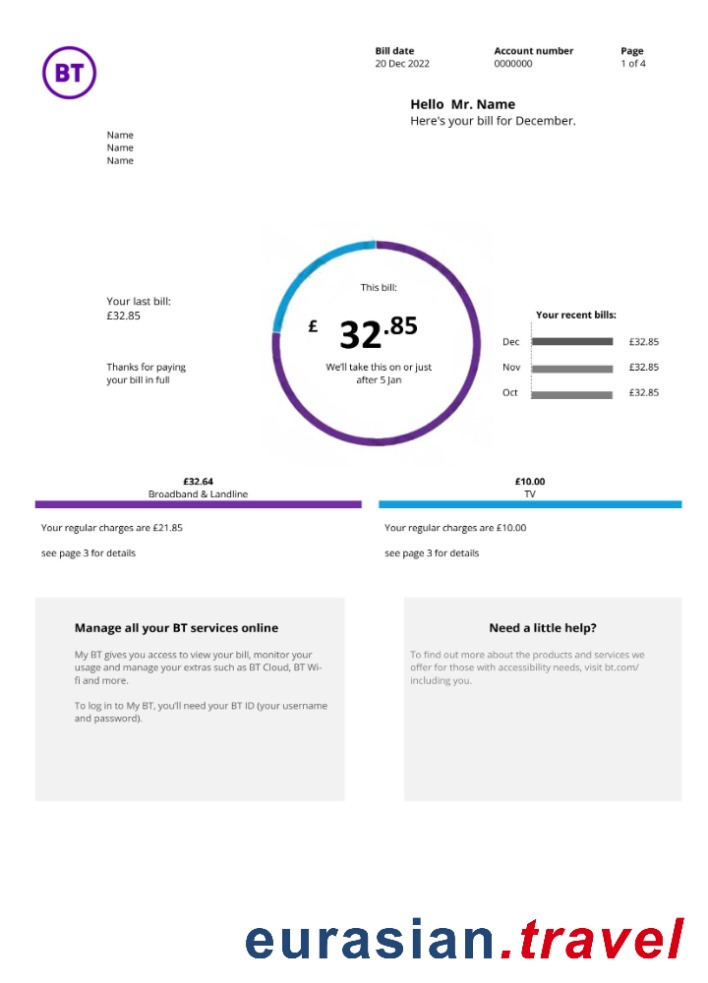 BT
Bill date
20 Dec 2022
Account number
0000000
Page
1 of 4
Hello Mr. Name
Here's your bill for December.
Name
Name
Name
Your last bill:
£32.85
Thanks for paying
your bill in full
This bill:
£ 32.85
We'll take this on or just
after 5 Jan
Your recent bills:
Dec £32.85
Nov £32.85
Oct £32.85
£32.64
Broadband & Landline
Your regular charges are £21.85
see page 3 for details
£10.00
TV
Your regular charges are £10.00
see page 3 for details
Manage all your BT services online
My BT gives you access to view your bill, monitor your
usage and manage your extras such as BT Cloud, BT Wi-
fi and more.
To log in to My BT, you'll need your BT ID (your username
and password).
Need a little help?
To find out more about the products and services we
offer for those with accessibility needs, visit bt.com/
including you.
eurasian.travel